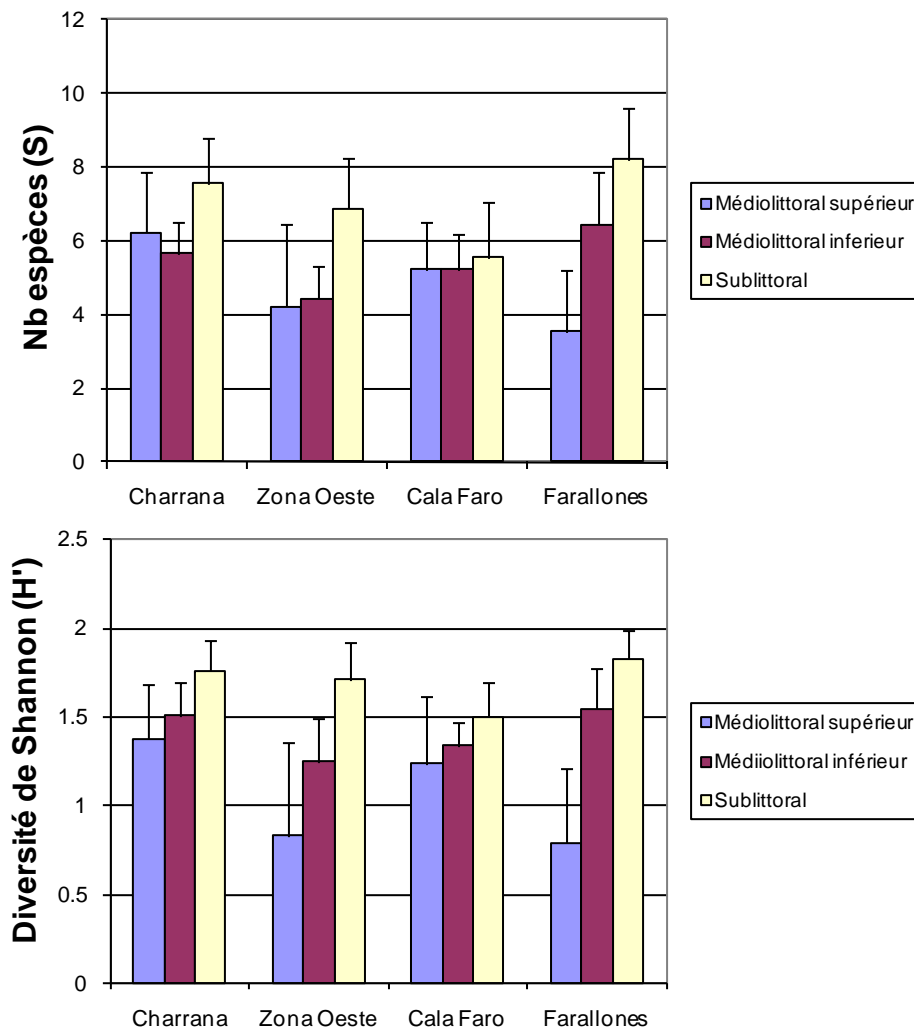 Nb espèces (S)
12
10
8
6
4
2
0
Charrana Zona Oeste Cala Faro Farallones
Médiolittoral supérieur
Médiolittoral inferieur
Sublittoral
Diversité de Shannon (H')
2.5
2
1.5
1
0.5
0
Charrana Zona Oeste Cala Faro Farallones
Médiolittoral supérieur
Médiiolittoral inférieur
Sublittoral